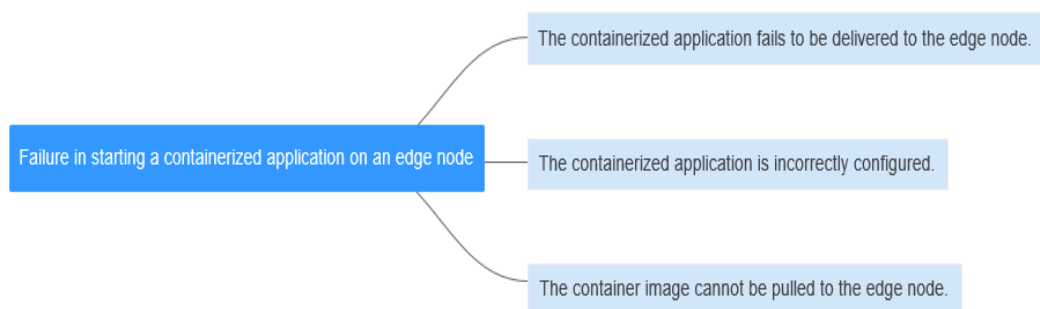 The containerized application fails to be delivered to the edge node.
Failure in starting a containerized application on an edge node
The containerized application is incorrectly configured.
The container image cannot be pulled to the edge node.